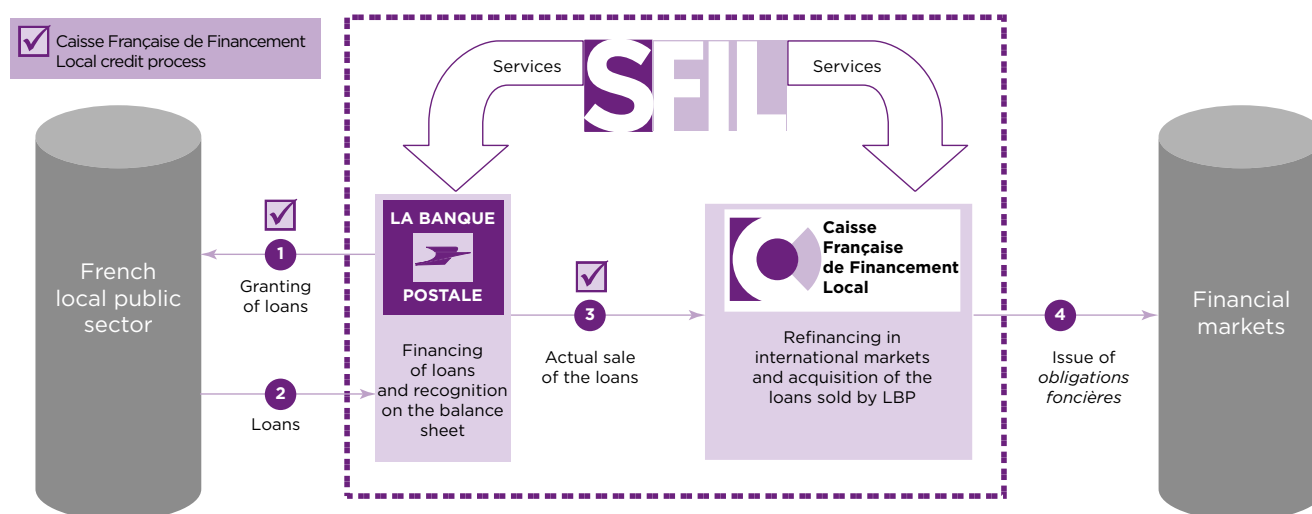 Caisse Française de Financement
Local credit process
Services
SFIL
Services
French
local public
sector
1
Granting
of loans
2
Loans
LA BANQUE
POSTALE
Financing
of loans
and recognition
on the balance
sheet
3
Actual sale
of the loans
Caisse
Française
de Financement
Local
Refinancing in
international markets
and acquisition of the
loans sold by LBP
4
Issue of
obligations
foncières
Financial
markets